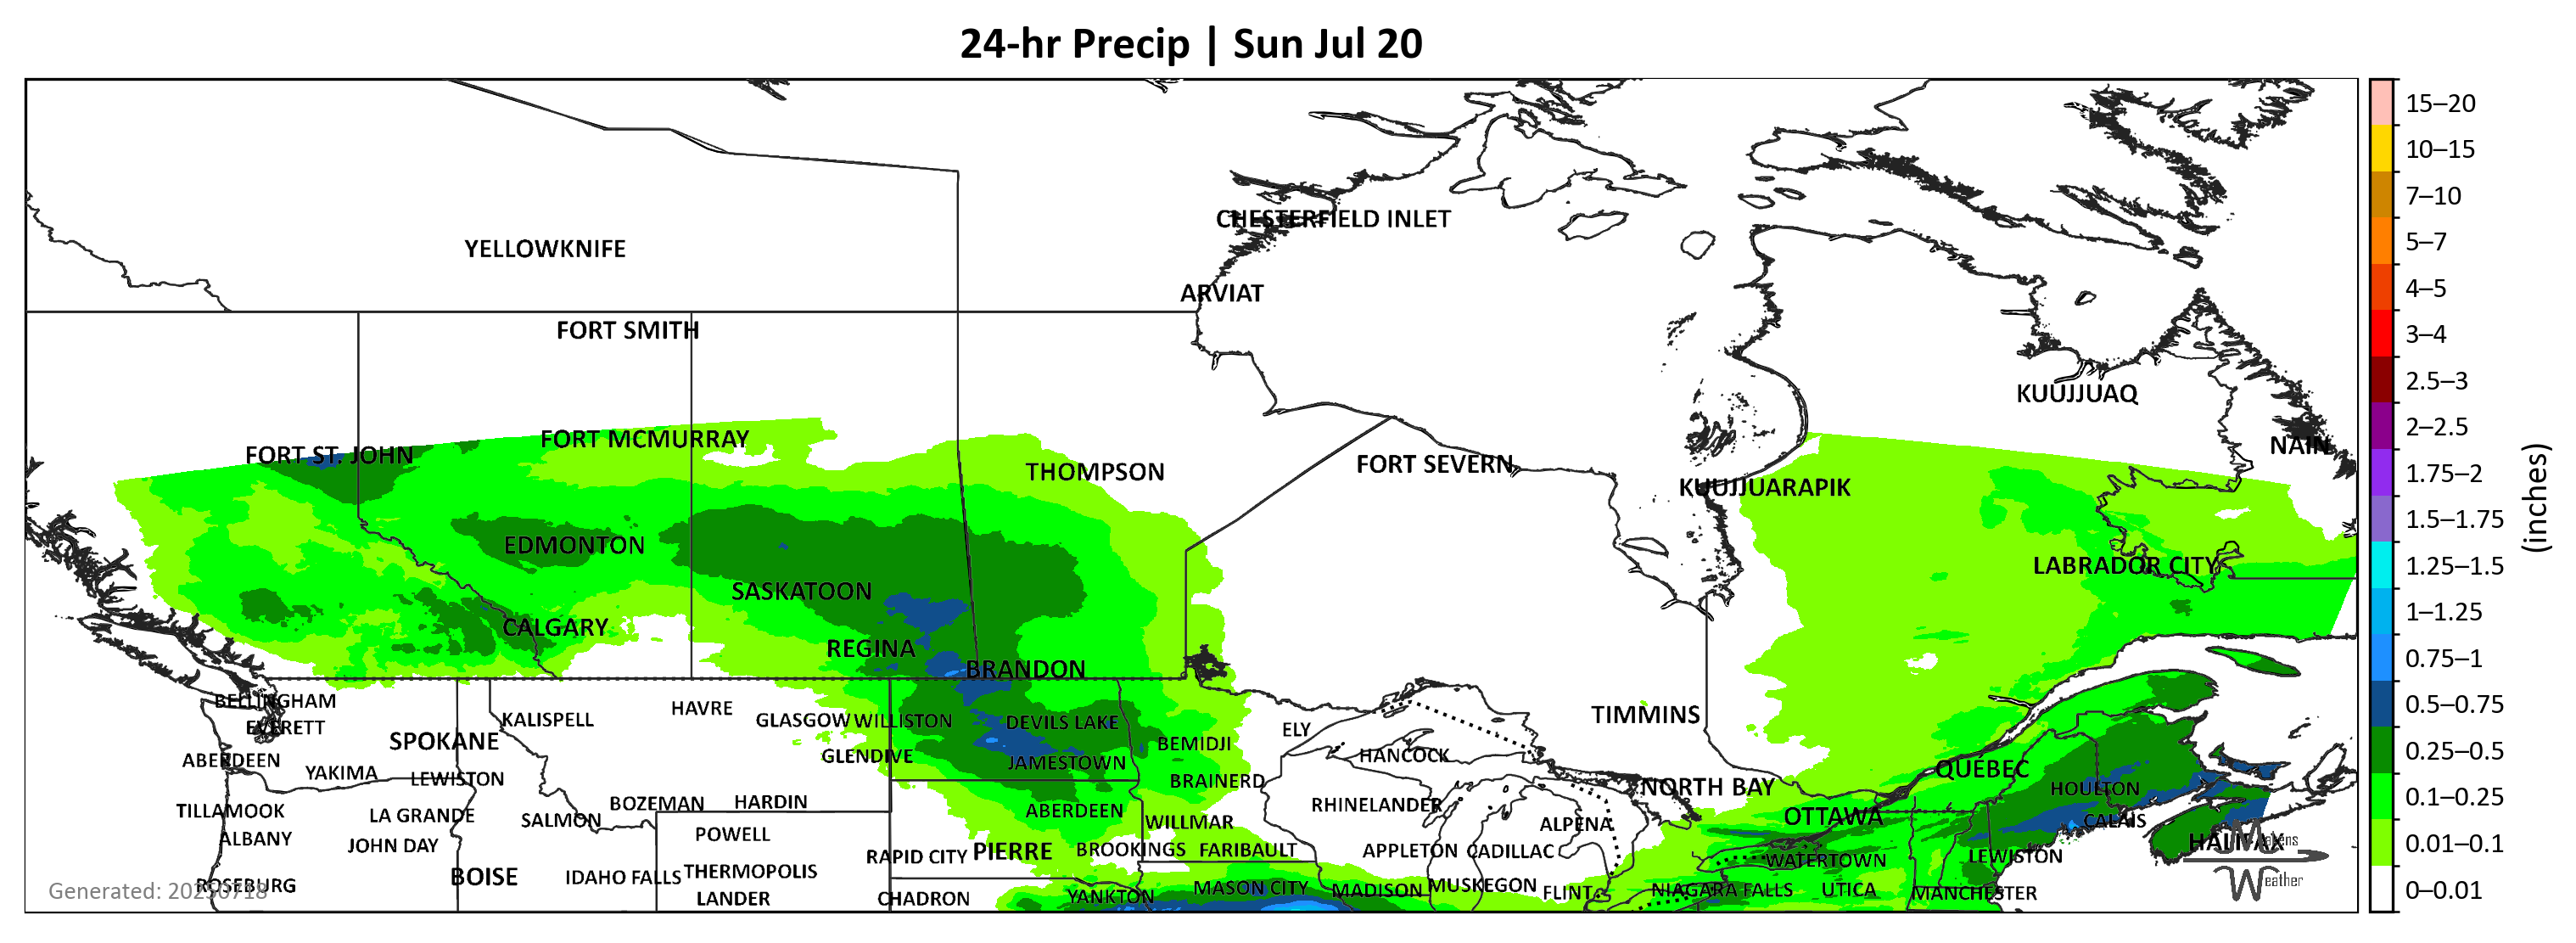 24-hr Precip | Sun Jul 20
15–20
10–15
7–10
5–7
4–5
3–4
2.5–3
2–2.5
1.75–2
1.5–1.75
1.25–1.5
1–1.25
0.75–1
0.5–0.75
0.25–0.5
0.1–0.25
0.01–0.1
0–0.01
(inches)
CHESTERFIELD INLET
YELLOWKNIFE
ARVIAT
FORT SMITH
KUUJJUAQ
FORT ST. JOHN FORT MCMURRAY NAIN
THOMPSON FORT SEVERN
KUUJJUARAPIK
EDMONTON
LABRADOR CITY
SASKATOON
CALGARY
REGINA
BRANDON
BELLINGHAM
KALISPELL HAVRE GLASGOW WILLISTON DEVILS LAKE TIMMINS
EVERETT ELY
SPOKANE BEMIDJI
ABERDEEN GLENDIVE JAMESTOWN HANCOCK QUÉBEC
YAKIMA LEWISTON BRAINERD NORTH BAY HOULTON
TILLAMOOK LA GRANDE SALMON BOZEMAN HARDIN ABERDEEN WILLMAR RHINELANDER ALPENA OTTAWA CALAIS
ALBANY JOHN DAY POWELL HALIFAX
RAPID CITY PIERRE BROOKINGS FARIBAULT APPLETON CADILLAC WATERTOWN LEWISTON
ROSEBURG BOISE IDAHO FALLS THERMOPOLIS MASON CITY MADISON MUSKEGON FLINT NIAGARA FALLS UTICA MANCHESTER
LANDER CHADRON YANKTON
Generated: 20250718
Matens
Weather